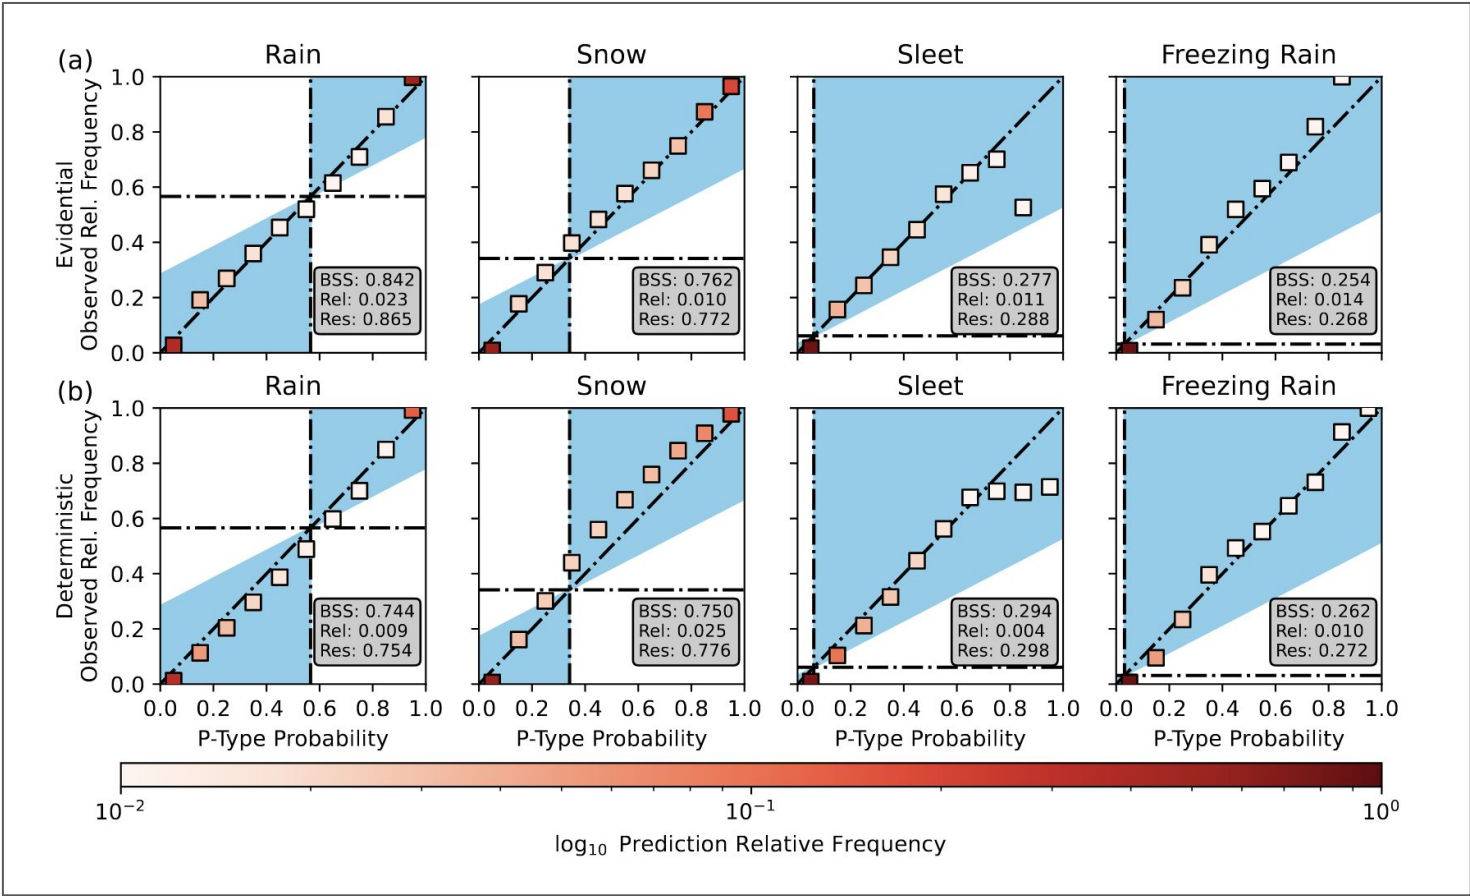 (a)
Rain Snow Sleet Freezing Rain
Evidential
Observed Rel. Frequency
1.0
0.8
0.6
0.4
0.2
0.0
BSS: 0.842
Rel: 0.023
Res: 0.865
BSS: 0.762
Rel: 0.010
Res: 0.772
BSS: 0.277
Rel: 0.011
Res: 0.288
BSS: 0.254
Rel: 0.014
Res: 0.268
(b)
Rain Snow Sleet Freezing Rain
Deterministic
Observed Rel. Frequency
1.0
0.8
0.6
0.4
0.2
0.0
BSS: 0.744
Rel: 0.009
Res: 0.754
BSS: 0.750
Rel: 0.025
Res: 0.776
BSS: 0.294
Rel: 0.004
Res: 0.298
BSS: 0.262
Rel: 0.010
Res: 0.272
0.0 0.2 0.4 0.6 0.8 1.0 0.0 0.2 0.4 0.6 0.8 1.0 0.0 0.2 0.4 0.6 0.8 1.0 0.0 0.2 0.4 0.6 0.8 1.0
P-Type Probability P-Type Probability P-Type Probability P-Type Probability
10⁻² 10⁻¹ 10⁰
log₁₀ Prediction Relative Frequency